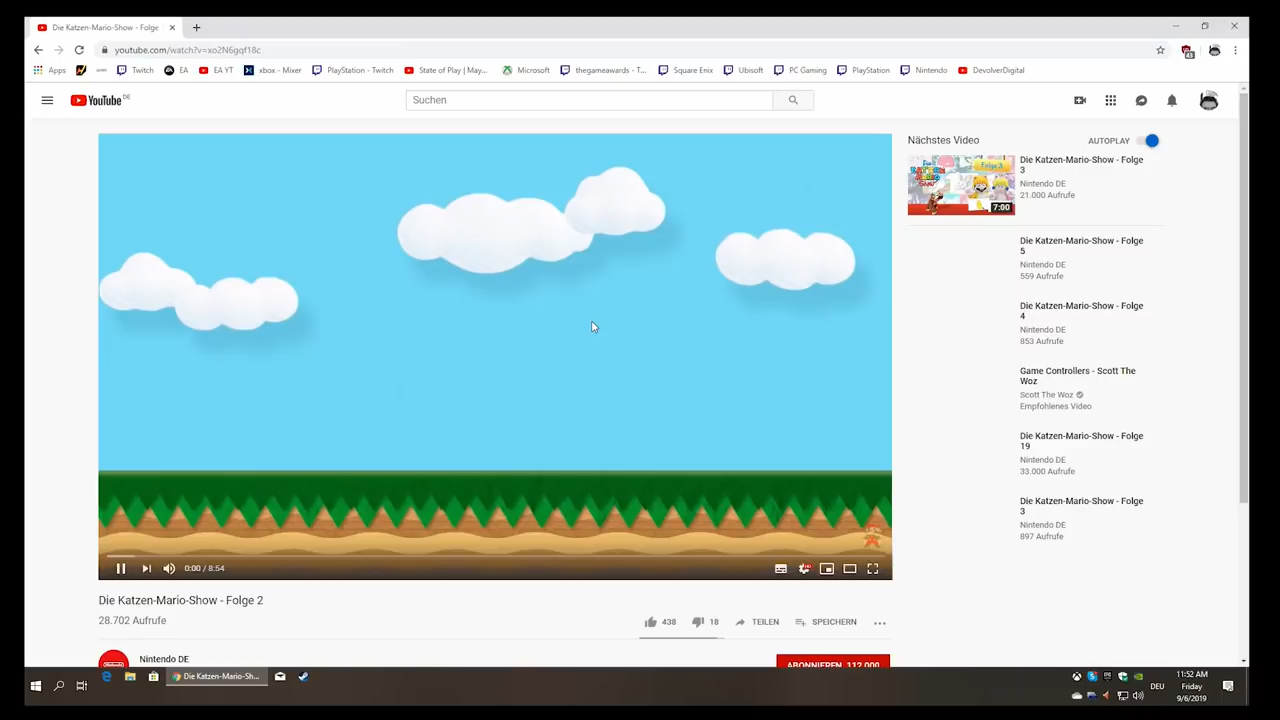 Die Katzen-Mario-Show - Folge
youtube.com/watch?v=xo2N6gqf18c
Apps
Twitch
EA
EA YT
xbox - Mixer
PlayStation - Twitch
State of Play | May...
Microsoft
thegameawards - T...
Square Enix
Ubisoft
PC Gaming
PlayStation
Nintendo
DevolverDigital
YouTube DE
Suchen
Nächstes Video
AUTOPLAY
Folge 3
7:00
Die Katzen-Mario-Show - Folge
3
Nintendo DE
21.000 Aufrufe
Die Katzen-Mario-Show - Folge
5
Nintendo DE
559 Aufrufe
Die Katzen-Mario-Show - Folge
4
Nintendo DE
853 Aufrufe
Game Controllers - Scott The
Woz
Scott The Woz
Empfohlenes Video
Die Katzen-Mario-Show - Folge
19
Nintendo DE
33.000 Aufrufe
Die Katzen-Mario-Show - Folge
3
Nintendo DE
897 Aufrufe
0:00 / 8:54
HD
Die Katzen-Mario-Show - Folge 2
28.702 Aufrufe
438
18
TEILEN
SPEICHERN
Nintendo DE
ABONNIEREN 112.000
Die Katzen-Mario-Sh...
DEU
11:52 AM
Friday
9/6/2019